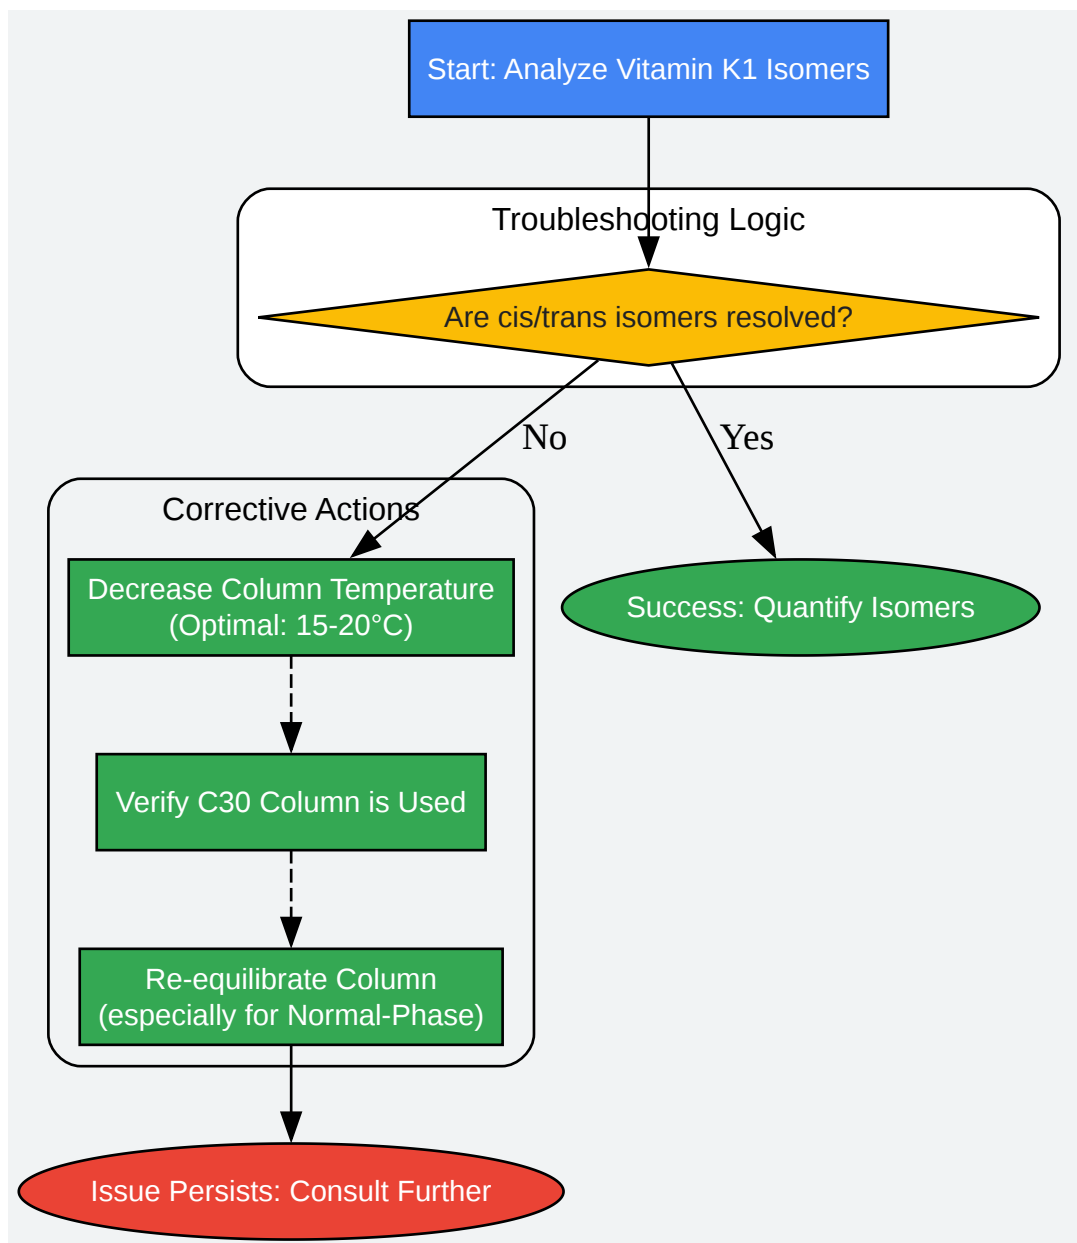 Start: Analyze Vitamin K1 Isomers
Troubleshooting Logic
Are cis/trans isomers resolved?
No
Yes
Corrective Actions
Decrease Column Temperature
(Optimal: 15-20°C)
Success: Quantify Isomers
Verify C30 Column is Used
Re-equilibrate Column
(especially for Normal-Phase)
Issue Persists: Consult Further